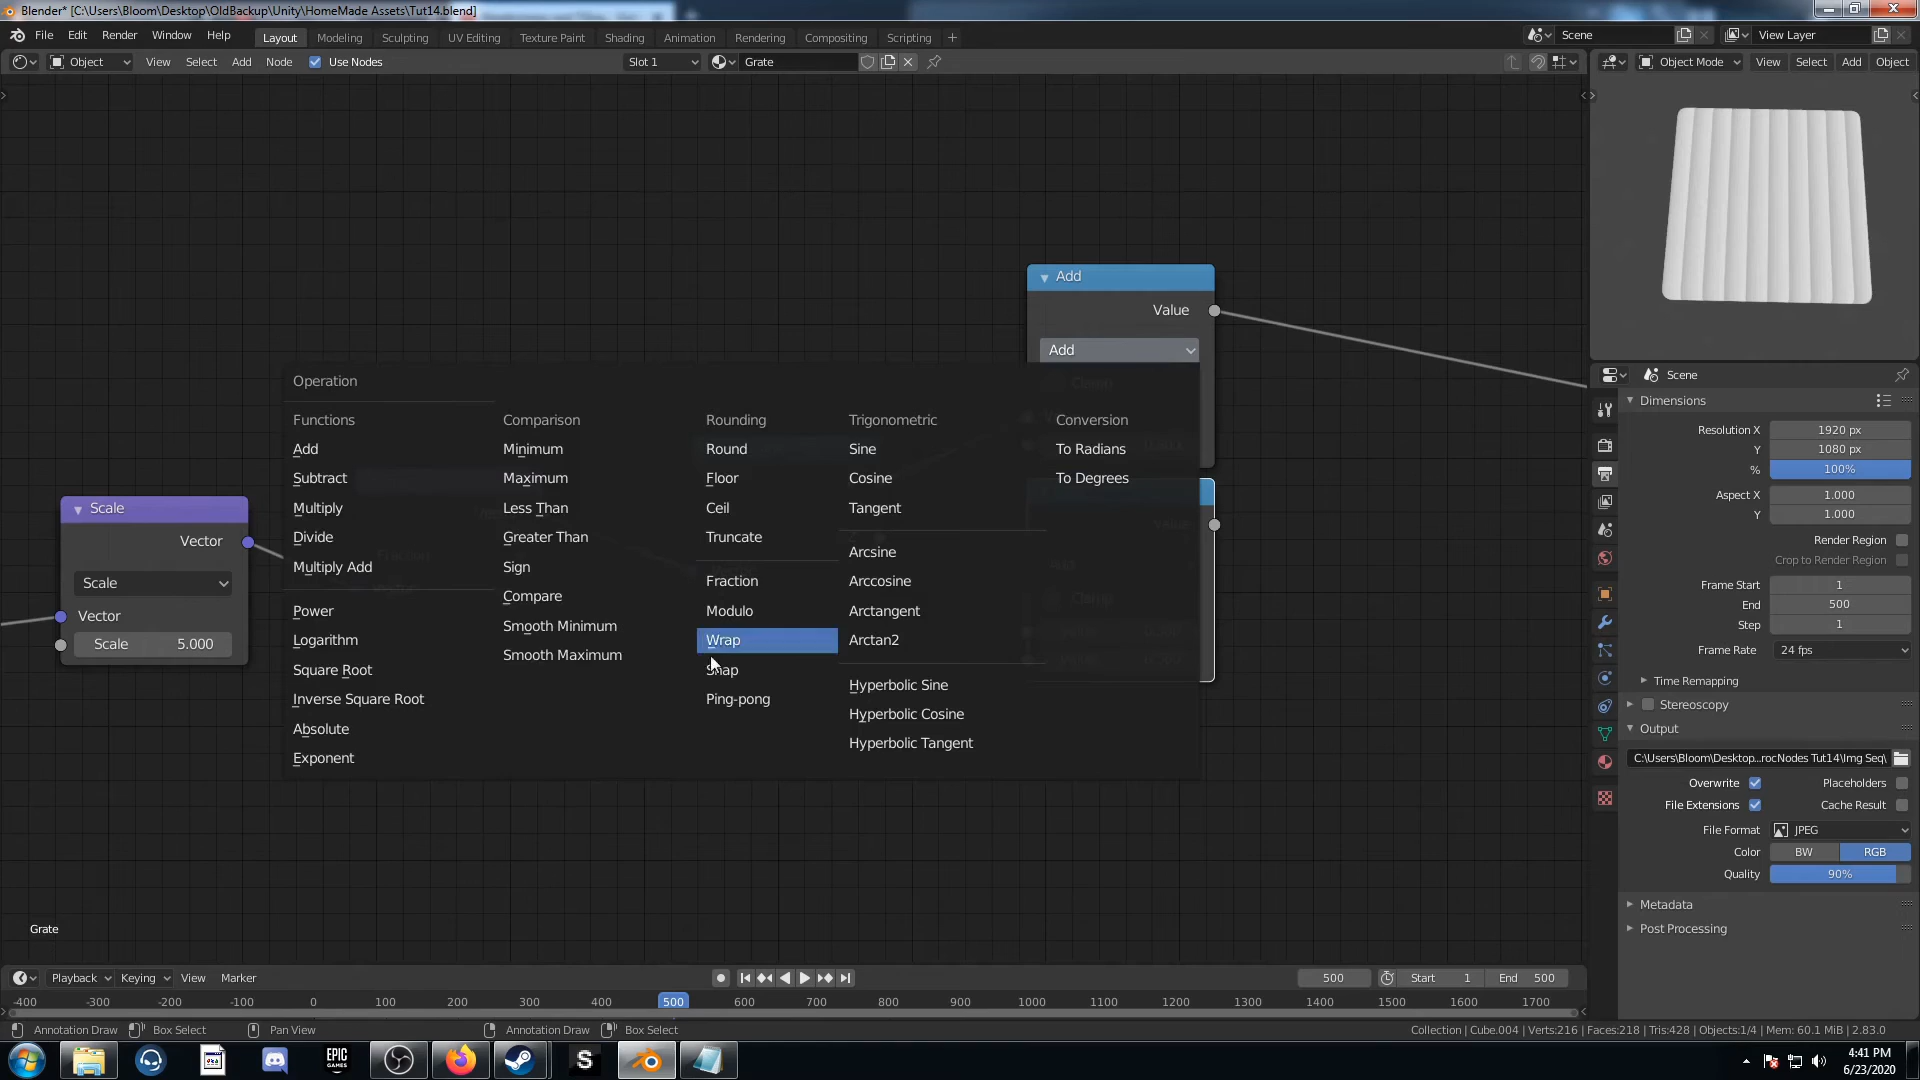 Blender* [C:\Users\Bloom\Desktop\OldBackup\Unity\HomeMade Assets\Tut14.blend]
File Edit Render Window Help Layout Modeling Sculpting UV Editing Texture Paint Shading Animation Rendering Compositing Scripting + Scene View Layer
Object View Select Add Node Use Nodes Slot 1 Grate Object Mode View Select Add Object
Add
Value
Add
Clamp
Scale
Vector
Scale
Vector
Scale 5.000
Operation
Functions
Add
Subtract
Multiply
Divide
Multiply Add
Power
Logarithm
Square Root
Inverse Square Root
Absolute
Exponent
Comparison
Minimum
Maximum
Less Than
Greater Than
Sign
Compare
Smooth Minimum
Smooth Maximum
Rounding
Round
Floor
Ceil
Truncate
Fraction
Modulo
Wrap
Snap
Ping-pong
Trigonometric
Sine
Cosine
Tangent
Arcsine
Arccosine
Arctangent
Arctan2
Hyperbolic Sine
Hyperbolic Cosine
Hyperbolic Tangent
Conversion
To Radians
To Degrees
Value
Add
Clamp
Fraction
Vector
Scene
Dimensions
Resolution X 1920 px
Y 1080 px
% 100%
Aspect X 1.000
Y 1.000
Render Region
Crop to Render Region
Frame Start 1
End 500
Step 1
Frame Rate 24 fps
Time Remapping
Stereoscopy
Output
C:\Users\Bloom\Desktop...rocNodes Tut14\Img Seq\
Overwrite Placeholders
File Extensions Cache Result
File Format JPEG
Color BW RGB
Quality 90%
Metadata
Post Processing
Grate
Playback Keying View Marker 500 Start 1 End 500
-400 -300 -200 -100 0 100 200 300 400 500 600 700 800 900 1000 1100 1200 1300 1400 1500 1600 1700
Annotation Draw Box Select Pan View Annotation Draw Box Select Collection | Cube.004 | Verts:216 | Faces:218 | Tris:428 | Objects:1/4 | Mem: 60.1 MiB | 2.83.0
EPIC GAMES
S
4:41 PM
6/23/2020